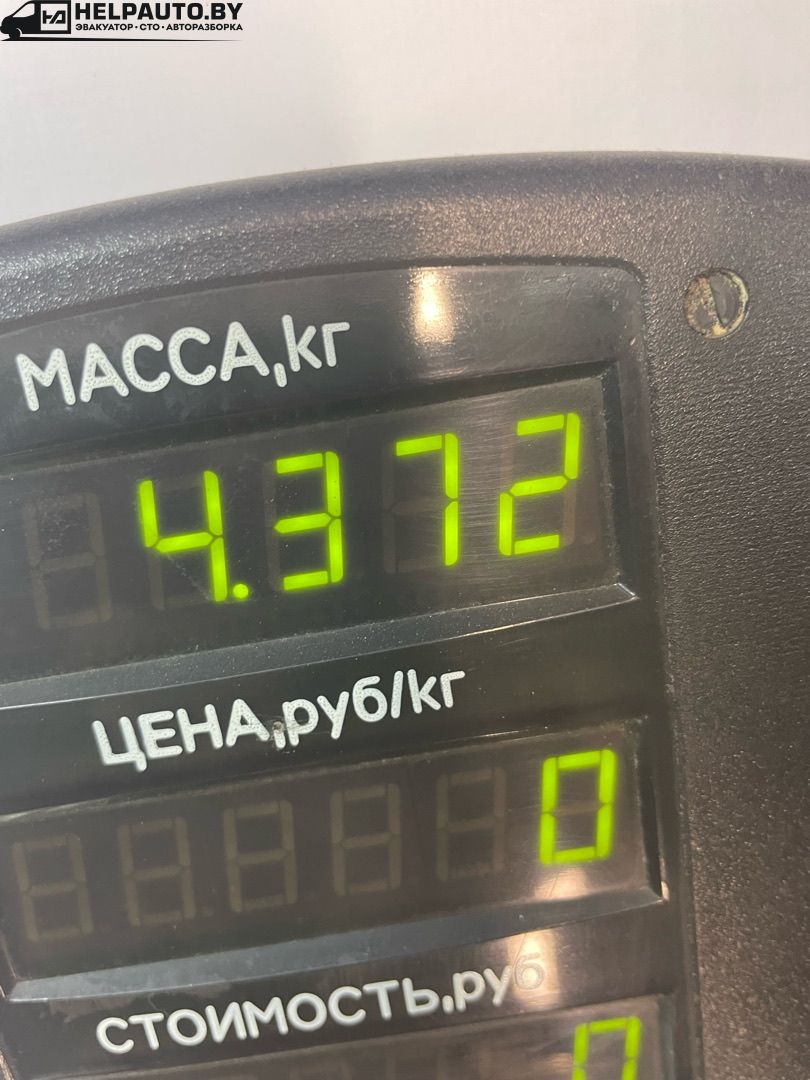 HELPAUTO.BY
ЭВАКУАТОР • СТО • АВТОРАЗБОРКА
МАССА,кг
4.372
ЦЕНА,руб/кг
0
СТОИМОСТЬ,руб
0